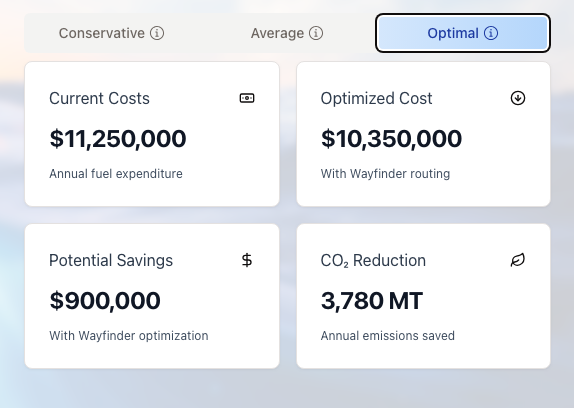 Conservative
Average
Optimal
Current Costs
$11,250,000
Annual fuel expenditure
Optimized Cost
$10,350,000
With Wayfinder routing
Potential Savings
$900,000
With Wayfinder optimization
CO₂ Reduction
3,780 MT
Annual emissions saved